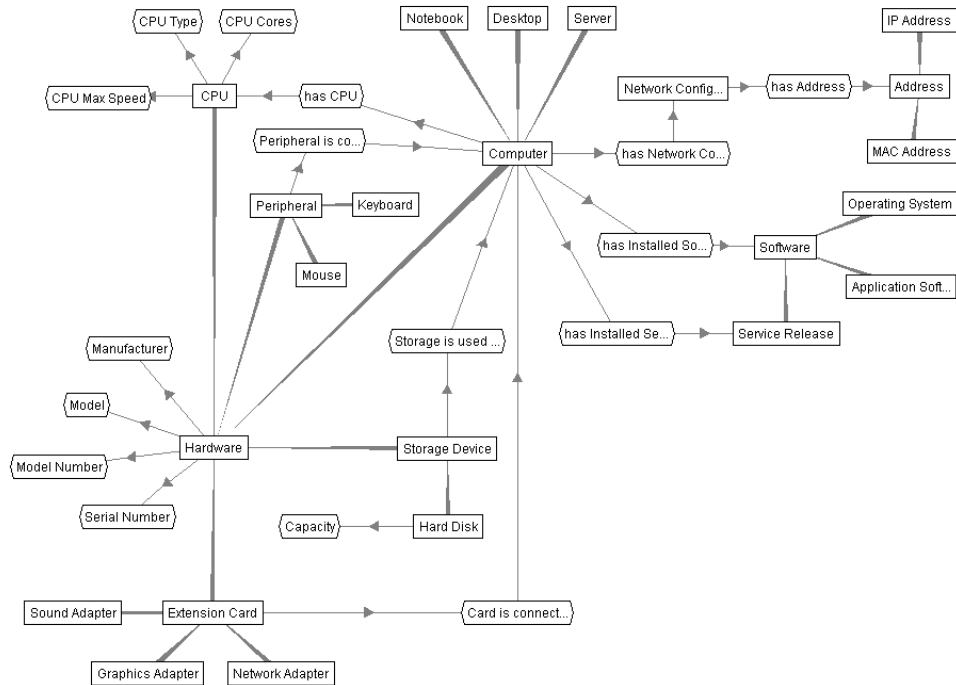 Notebook
Desktop
Server
IP Address
CPU Type
CPU Cores
CPU Max Speed
CPU
has CPU
Network Config...
has Address
Address
Peripheral is co...
Computer
has Network Co...
MAC Address
Peripheral
Keyboard
Operating System
has Installed So...
Software
Mouse
Application Soft...
Manufacturer
Storage is used ...
has Installed Se...
Service Release
Model
Hardware
Storage Device
Model Number
Serial Number
Capacity
Hard Disk
Sound Adapter
Extension Card
Card is connect...
Graphics Adapter
Network Adapter